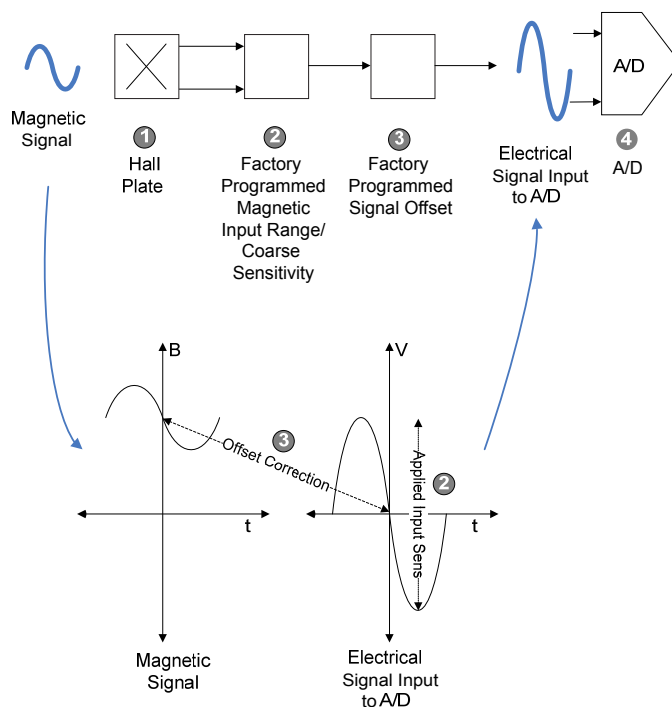 Magnetic
Signal
1
Hall
Plate
2
Factory
Programmed
Magnetic
Input Range/
Coarse
Sensitivity
3
Factory
Programmed
Signal Offset
Electrical
Signal Input
to A/D
A/D
4
A/D
B
t
3
Offset Correction
Magnetic
Signal
V
t
2
Applied Input Sens
Electrical
Signal Input
to A/D